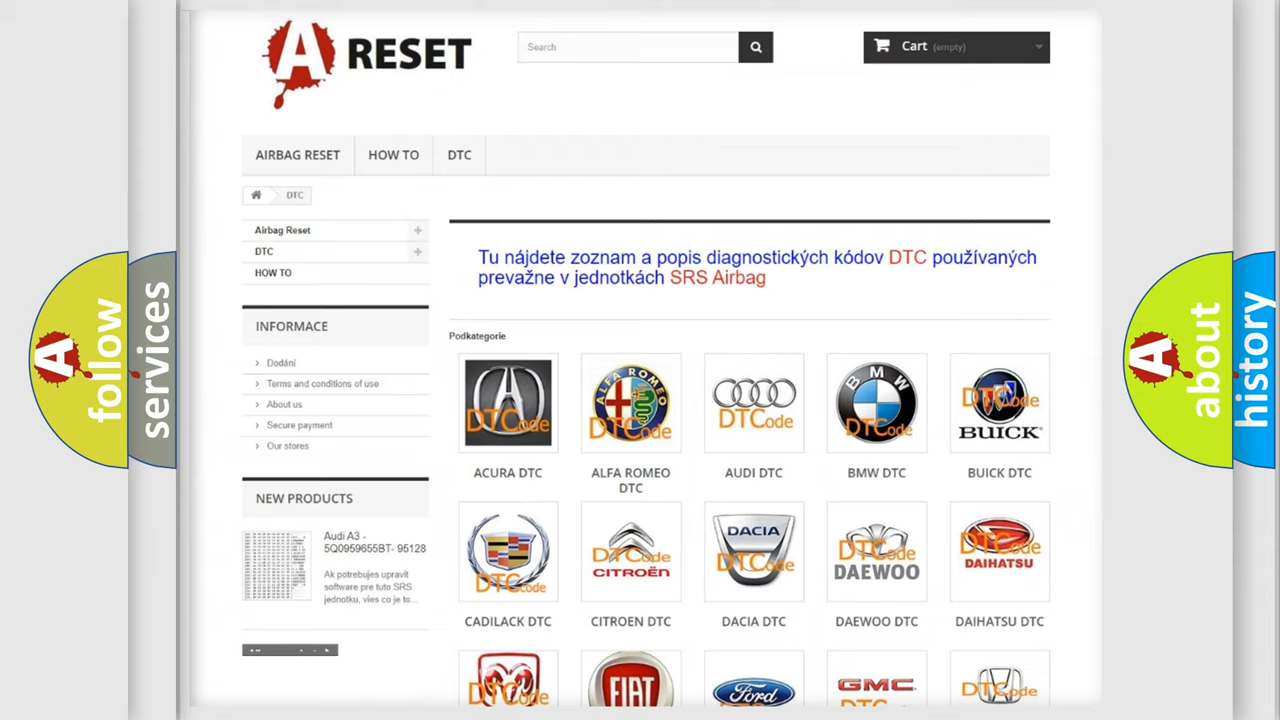 A RESET
Search
Cart (empty)
AIRBAG RESET
HOW TO
DTC
DTC
Airbag Reset
DTC
HOW TO
Tu nájdete zoznam a popis diagnostických kódov DTC používaných
prevažne v jednotkách SRS Airbag
INFORMACE
Dodání
Terms and conditions of use
About us
Secure payment
Our stores
NEW PRODUCTS
Audi A3 -
5Q0959655BT- 95128
Ak potrebujes upravit
software pre tuto SRS
jednotku, vies co je to...
Podkategorie
DTCode
ALFA ROMEO
DTCode
DTCode
BMW
DTCode
DTCode
BUICK
ACURA DTC
ALFA ROMEO
DTC
AUDI DTC
BMW DTC
BUICK DTC
DTCode
DTCode
CITROËN
DACIA
DTCode
DTCode
DAEWOO
DTCode
DAIHATSU
CADILACK DTC
CITROEN DTC
DACIA DTC
DAEWOO DTC
DAIHATSU DTC
DTCode
FIAT
Ford
GMC
DTCode
A follow
services
A about
history